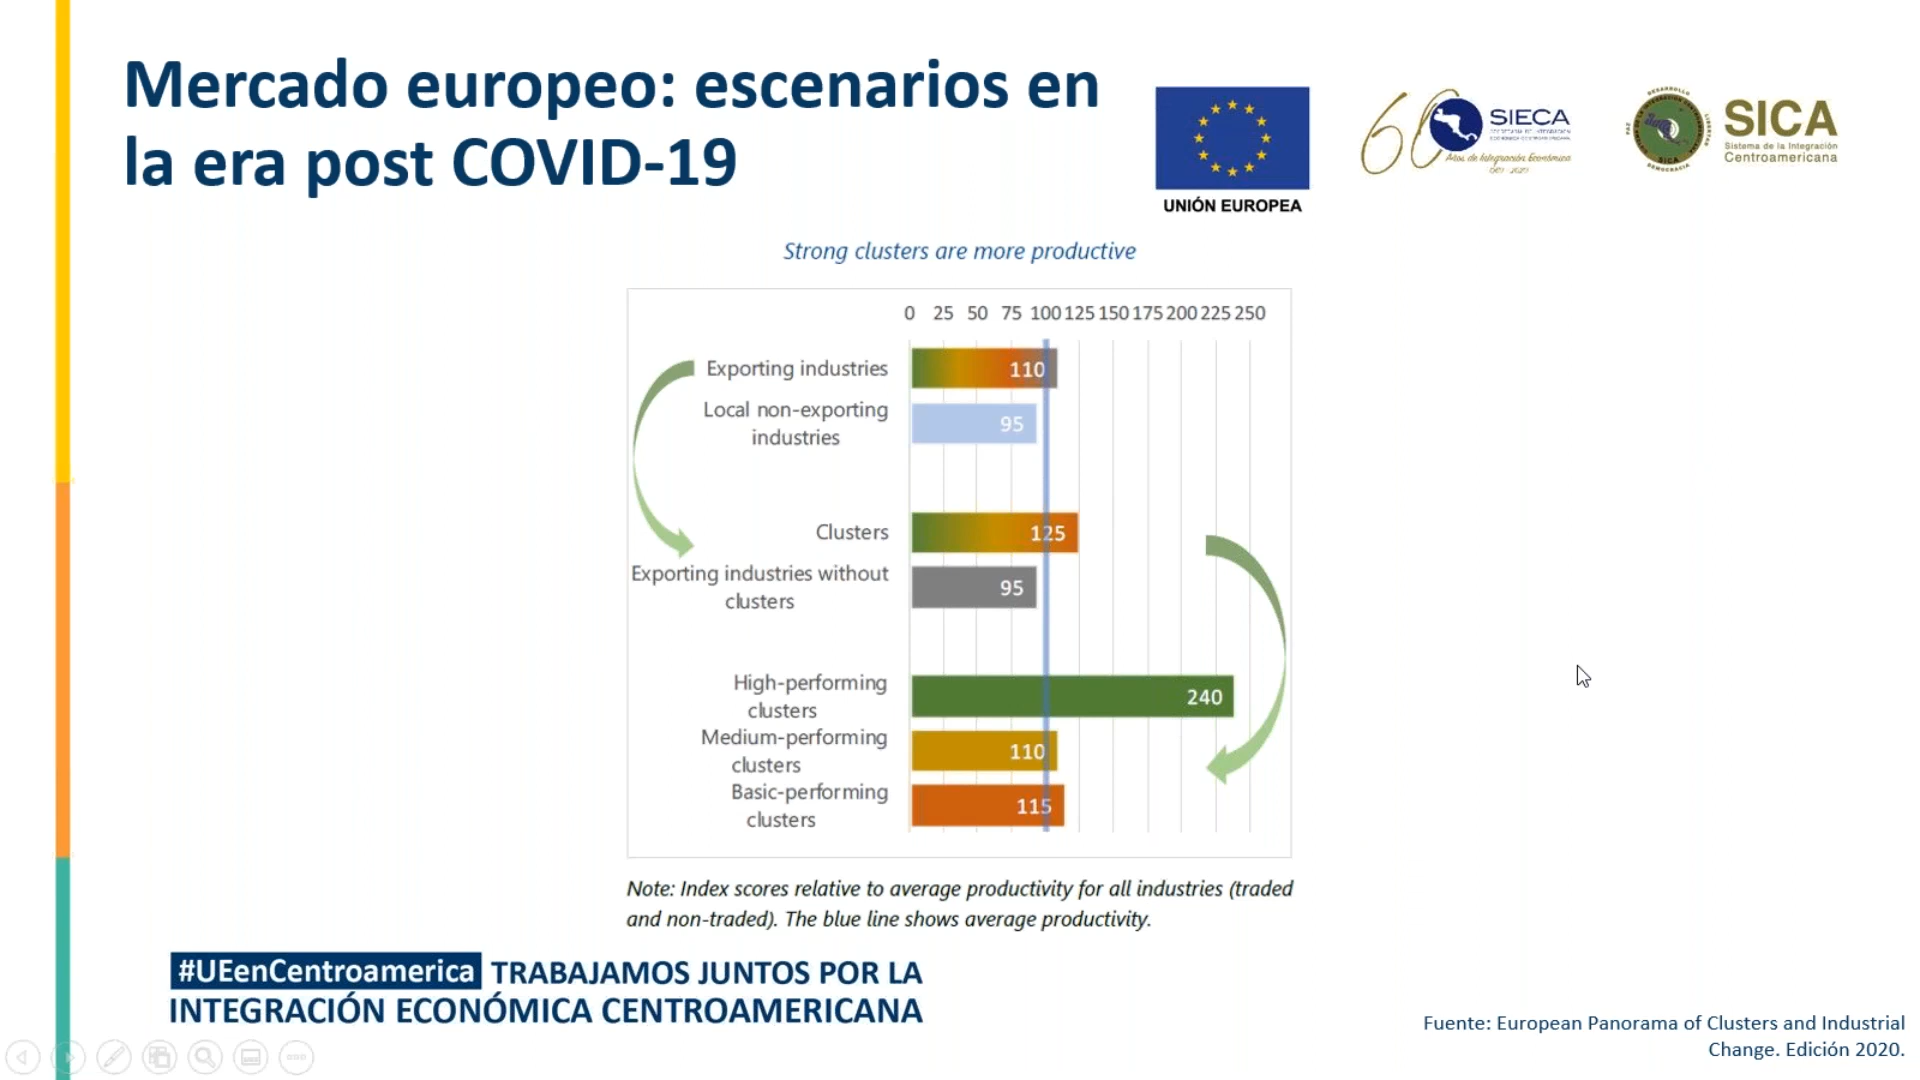 Mercado europeo: escenarios en
la era post COVID-19
UNIÓN EUROPEA
60
SIECA
Años de Integración Económica
SICA
Sistema de la Integración
Centroamericana
Strong clusters are more productive
0 25 50 75 100 125 150 175 200 225 250
Exporting industries
110
Local non-exporting
industries
95
Clusters
125
Exporting industries without
clusters
95
High-performing
clusters
240
Medium-performing
clusters
110
Basic-performing
clusters
115
Note: Index scores relative to average productivity for all industries (traded
and non-traded). The blue line shows average productivity.
#UEenCentroamerica TRABAJAMOS JUNTOS POR LA
INTEGRACIÓN ECONÓMICA CENTROAMERICANA
Fuente: European Panorama of Clusters and Industrial
Change. Edición 2020.